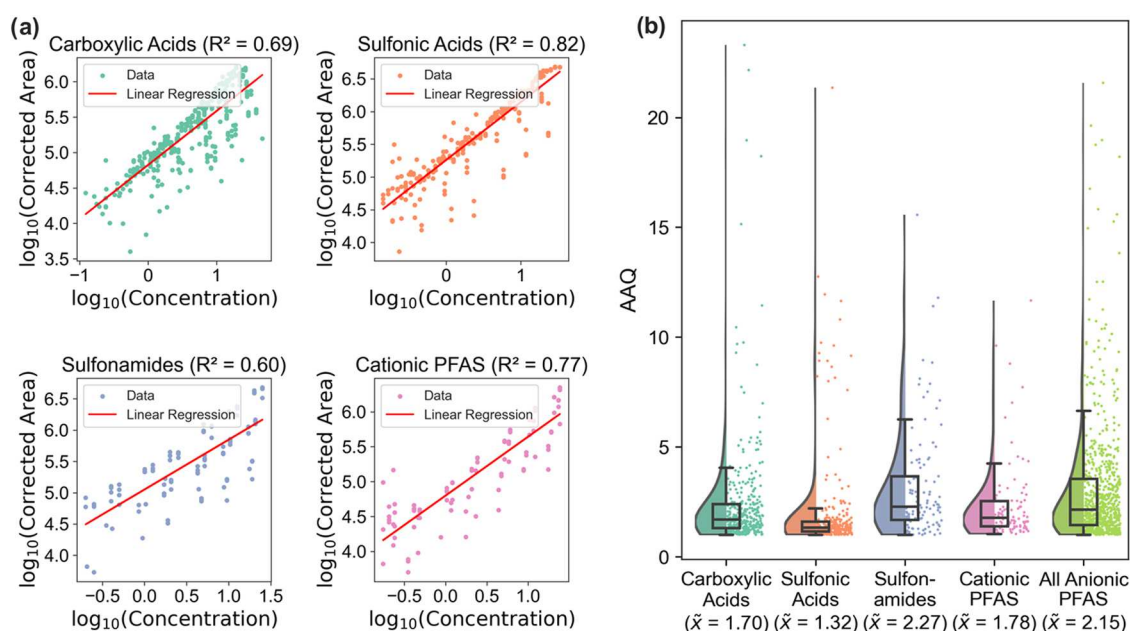 (a)
Carboxylic Acids (R² = 0.69)
Data
Linear Regression
log₁₀(Corrected Area)
6.0
5.5
5.0
4.5
4.0
3.5
−1
0
1
log₁₀(Concentration)
Sulfonic Acids (R² = 0.82)
Data
Linear Regression
log₁₀(Corrected Area)
6.5
6.0
5.5
5.0
4.5
4.0
0
1
log₁₀(Concentration)
Sulfonamides (R² = 0.60)
Data
Linear Regression
log₁₀(Corrected Area)
6.5
6.0
5.5
5.0
4.5
4.0
−0.5
0.0
0.5
1.0
1.5
log₁₀(Concentration)
Cationic PFAS (R² = 0.77)
Data
Linear Regression
log₁₀(Corrected Area)
6.0
5.5
5.0
4.5
4.0
−0.5
0.0
0.5
1.0
log₁₀(Concentration)
(b)
AAQ
20
15
10
5
0
Carboxylic
Acids
(x̃ = 1.70)
Sulfonic
Acids
(x̃ = 1.32)
Sulfon-
amides
(x̃ = 2.27)
Cationic
PFAS
(x̃ = 1.78)
All Anionic
PFAS
(x̃ = 2.15)